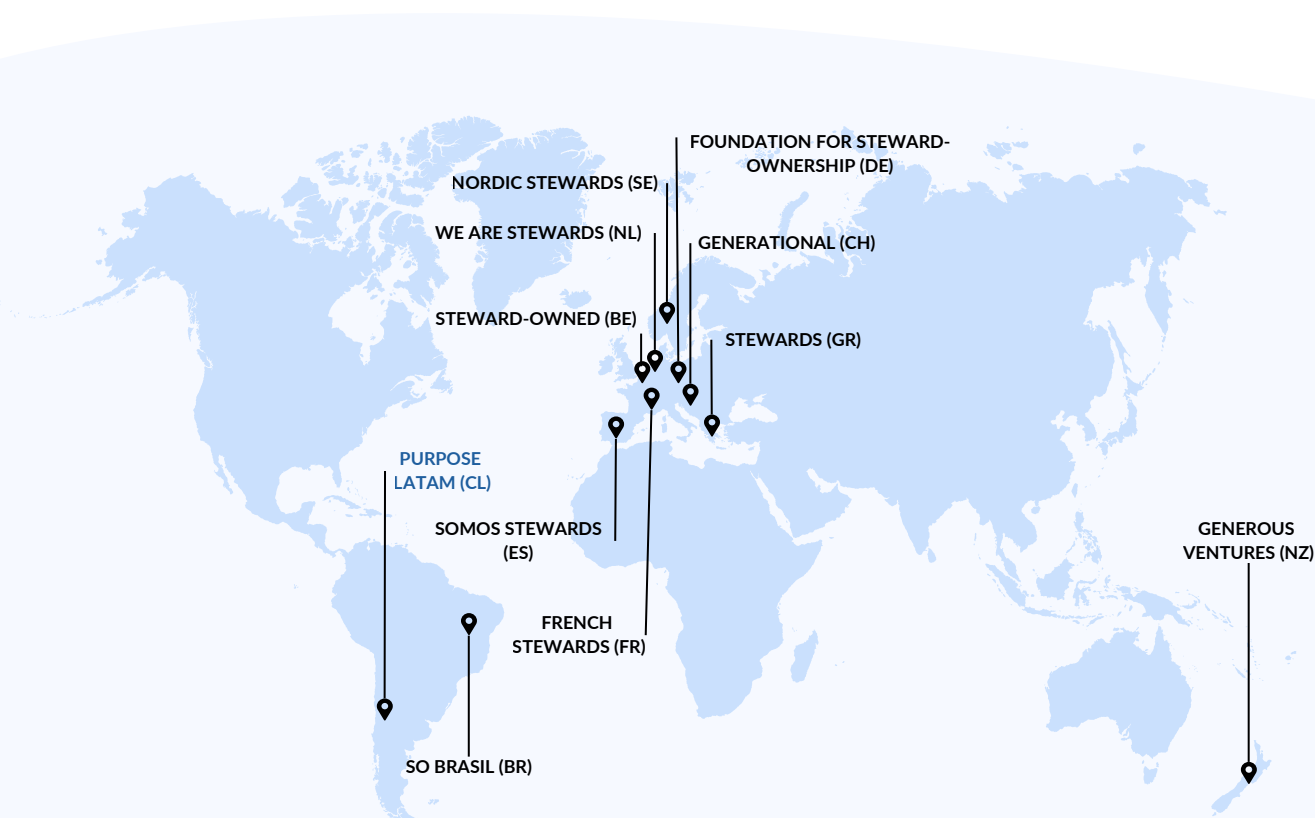 FOUNDATION FOR STEWARD-
OWNERSHIP (DE)
NORDIC STEWARDS (SE)
WE ARE STEWARDS (NL)
GENERATIONAL (CH)
STEWARD-OWNED (BE)
STEWARDS (GR)
PURPOSE
LATAM (CL)
SOMOS STEWARDS
(ES)
GENEROUS
VENTURES (NZ)
FRENCH
STEWARDS (FR)
SO BRASIL (BR)